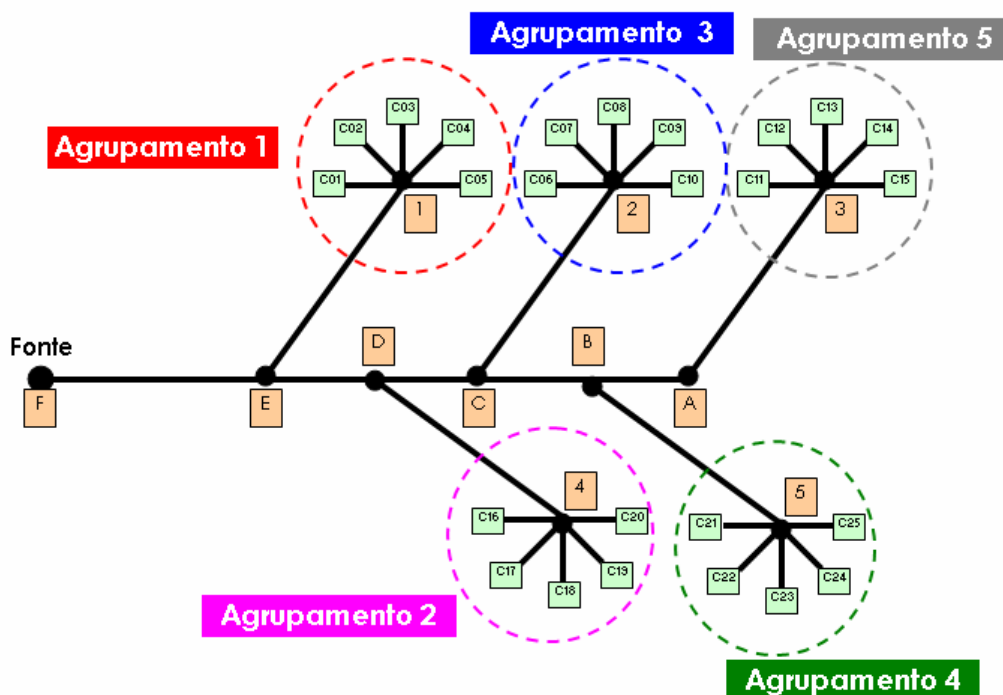 Agrupamento 3
Agrupamento 5
Agrupamento 1
C03
C02
C04
C01
C05
1
C08
C07
C09
C06
C10
2
C13
C12
C14
C11
C15
3
Fonte
F
E
D
C
B
A
4
C16
C20
C17
C19
C18
5
C21
C25
C22
C24
C23
Agrupamento 2
Agrupamento 4